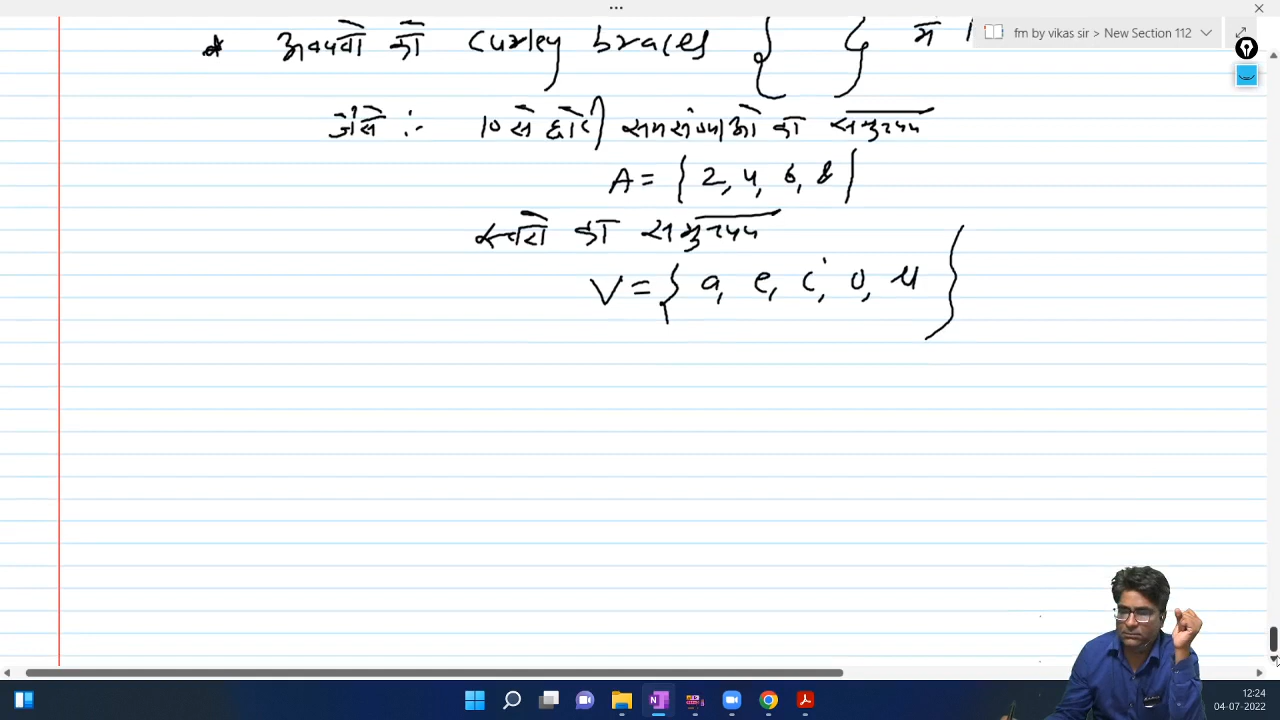 ...
fm by vikas sir > New Section 112
* अवयवों को Curley braces { } में
जैसे :- 10 से छोटी समसंख्याओं का समुच्चय
A = { 2, 4, 6, 8 }
स्वरों का समुच्चय
V = { a, e, i, o, u }
12:24
04-07-2022